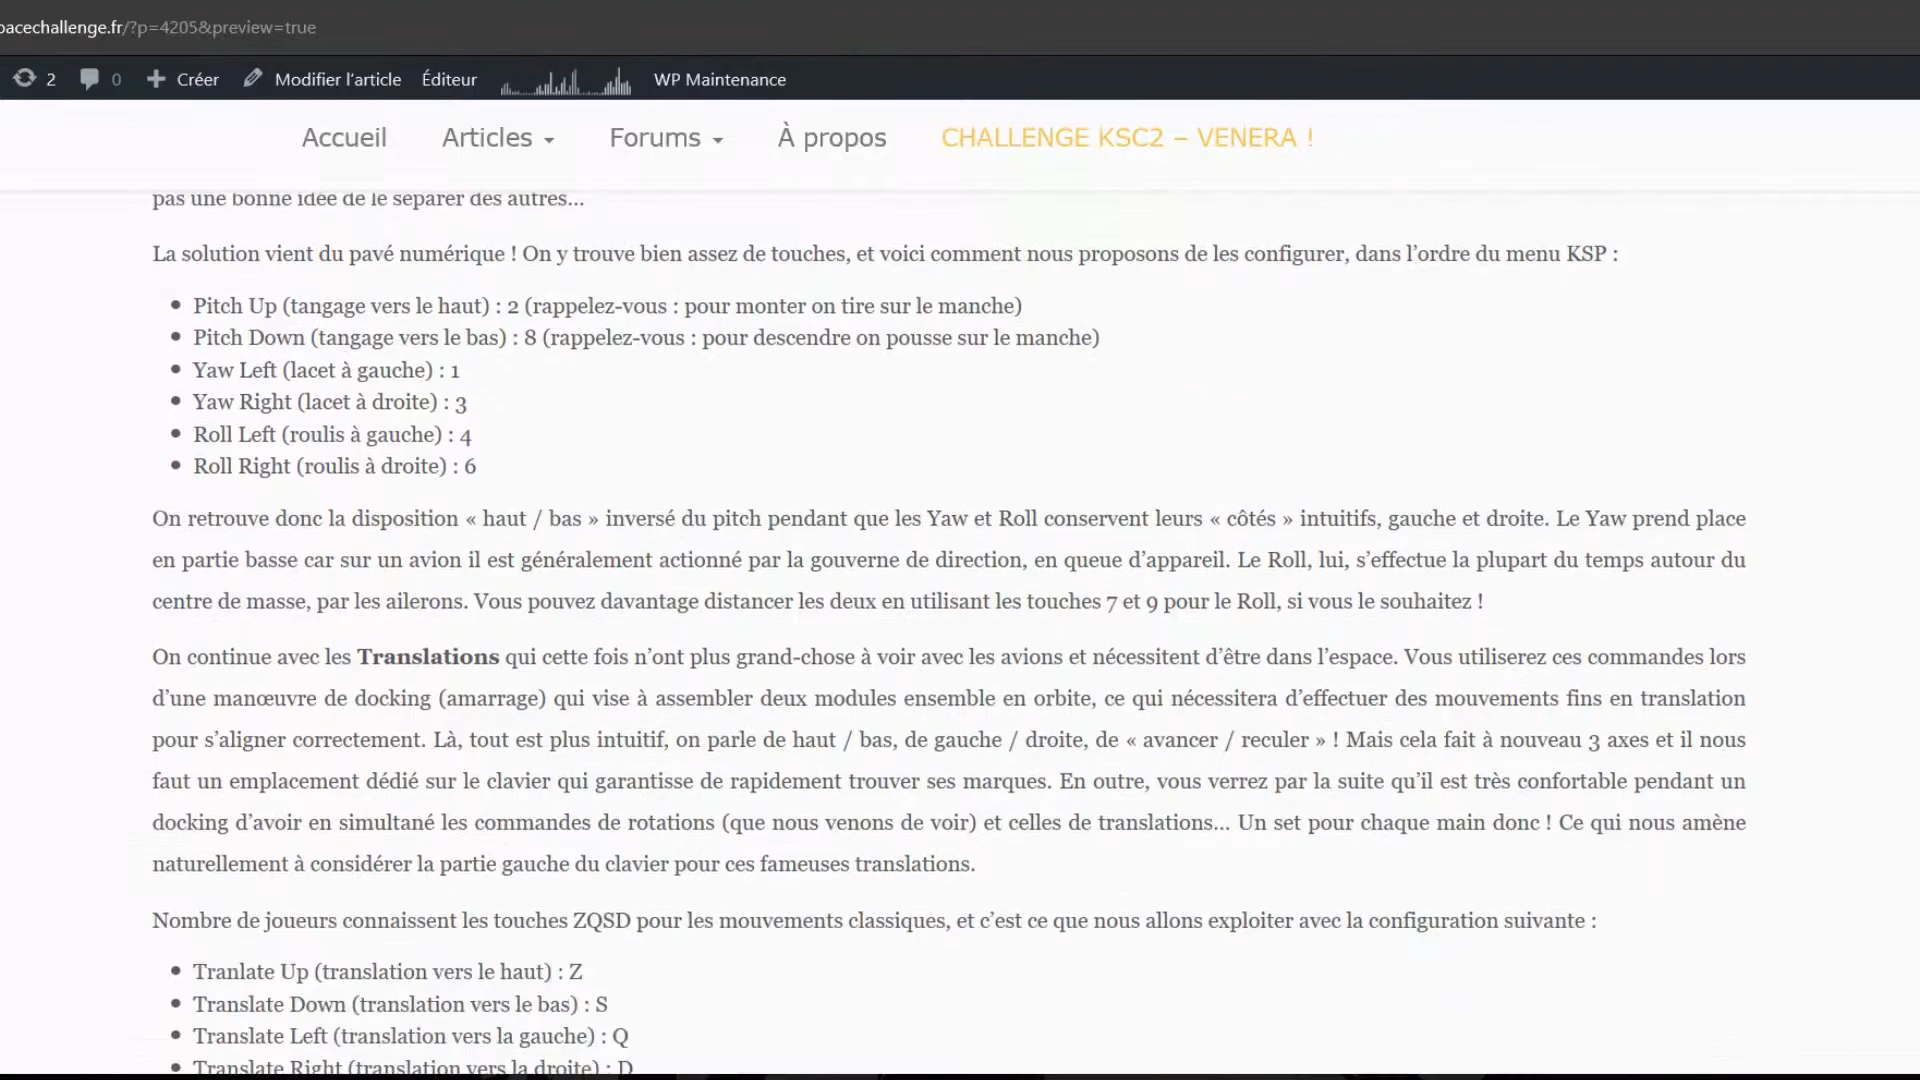 pacechallenge.fr/?p=4205&preview=true
2 0 Créer Modifier l'article Éditeur WP Maintenance
Accueil Articles Forums À propos CHALLENGE KSC2 – VENERA !
pas une bonne idée de le séparer des autres…
La solution vient du pavé numérique ! On y trouve bien assez de touches, et voici comment nous proposons de les configurer, dans l’ordre du menu KSP :
Pitch Up (tangage vers le haut) : 2 (rappelez-vous : pour monter on tire sur le manche)
Pitch Down (tangage vers le bas) : 8 (rappelez-vous : pour descendre on pousse sur le manche)
Yaw Left (lacet à gauche) : 1
Yaw Right (lacet à droite) : 3
Roll Left (roulis à gauche) : 4
Roll Right (roulis à droite) : 6
On retrouve donc la disposition « haut / bas » inversé du pitch pendant que les Yaw et Roll conservent leurs « côtés » intuitifs, gauche et droite. Le Yaw prend place
en partie basse car sur un avion il est généralement actionné par la gouverne de direction, en queue d’appareil. Le Roll, lui, s’effectue la plupart du temps autour du
centre de masse, par les ailerons. Vous pouvez davantage distancer les deux en utilisant les touches 7 et 9 pour le Roll, si vous le souhaitez !
On continue avec les Translations qui cette fois n’ont plus grand-chose à voir avec les avions et nécessitent d’être dans l’espace. Vous utiliserez ces commandes lors
d’une manœuvre de docking (amarrage) qui vise à assembler deux modules ensemble en orbite, ce qui nécessitera d’effectuer des mouvements fins en translation
pour s’aligner correctement. Là, tout est plus intuitif, on parle de haut / bas, de gauche / droite, de « avancer / reculer » ! Mais cela fait à nouveau 3 axes et il nous
faut un emplacement dédié sur le clavier qui garantisse de rapidement trouver ses marques. En outre, vous verrez par la suite qu’il est très confortable pendant un
docking d’avoir en simultané les commandes de rotations (que nous venons de voir) et celles de translations… Un set pour chaque main donc ! Ce qui nous amène
naturellement à considérer la partie gauche du clavier pour ces fameuses translations.
Nombre de joueurs connaissent les touches ZQSD pour les mouvements classiques, et c’est ce que nous allons exploiter avec la configuration suivante :
Tranlate Up (translation vers le haut) : Z
Translate Down (translation vers le bas) : S
Translate Left (translation vers la gauche) : Q
Translate Right (translation vers la droite) : D